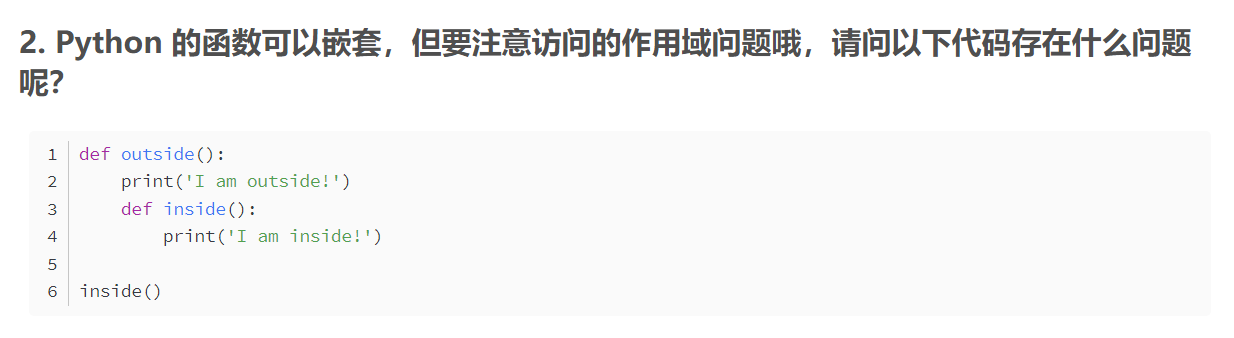 2. Python 的函数可以嵌套，但要注意访问的作用域问题哦，请问以下代码存在什么问题
呢？
1 def outside():
2     print('I am outside!')
3     def inside():
4         print('I am inside!')
5
6 inside()